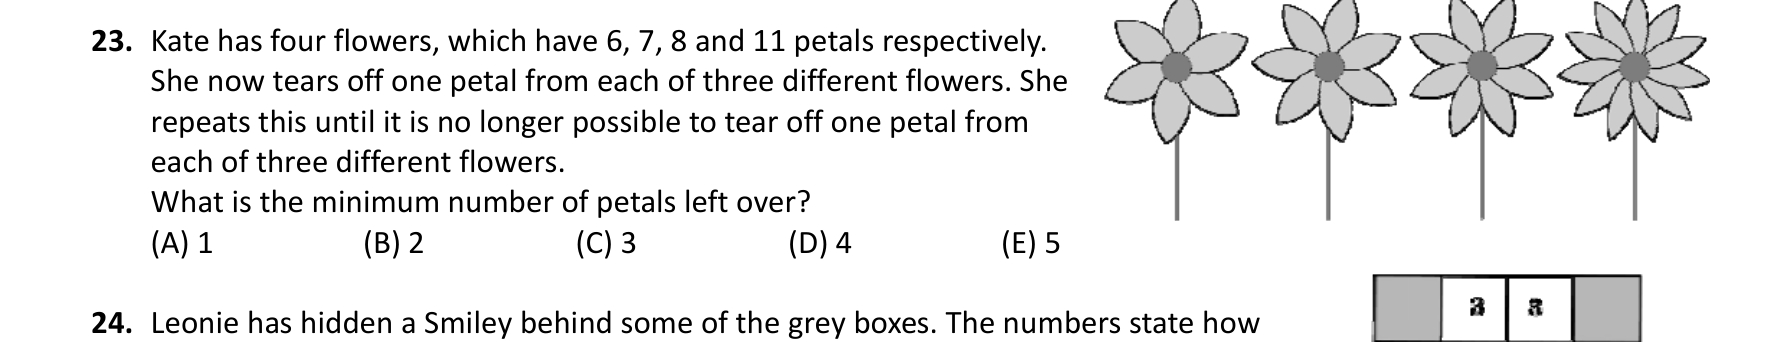 23. Kate has four flowers, which have 6, 7, 8 and 11 petals respectively.
She now tears off one petal from each of three different flowers. She
repeats this until it is no longer possible to tear off one petal from
each of three different flowers.
What is the minimum number of petals left over?
(A) 1 (B) 2 (C) 3 (D) 4 (E) 5
24. Leonie has hidden a Smiley behind some of the grey boxes. The numbers state how
3